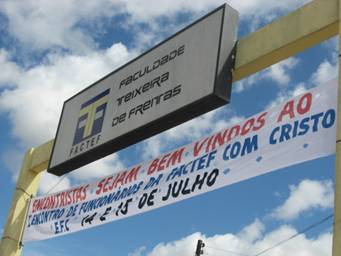 FACULDADE
TEIXEIRA
DE FREITAS
FACTEF
ENCONTRISTAS SEJAM BEM VINDOS AO
I ENCONTRO DE FUNCIONÁRIOS DA FACTEF COM CRISTO
EFC 14 E 15 DE JULHO